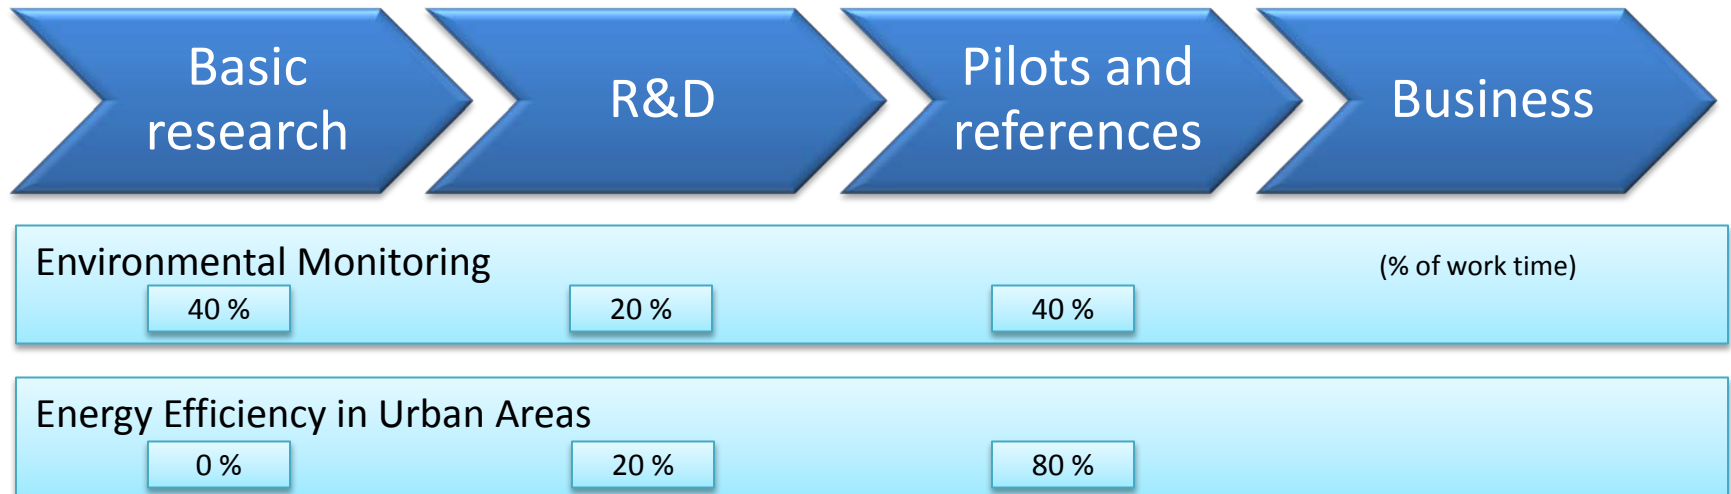 Basic
research
R&D
Pilots and
references
Business
Environmental Monitoring
(% of work time)
40 %
20 %
40 %
Energy Efficiency in Urban Areas
0 %
20 %
80 %